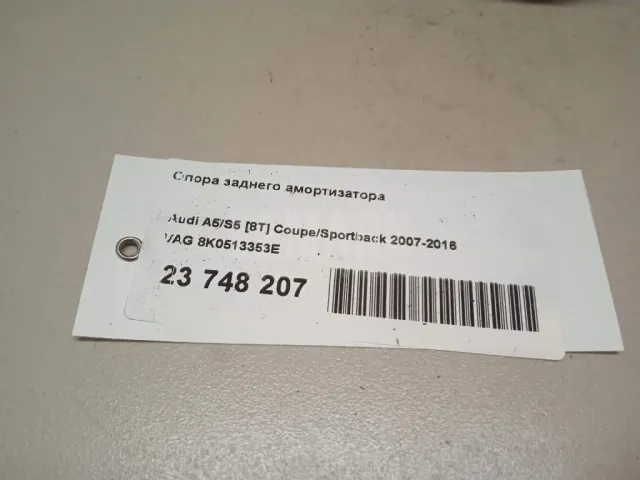 Опора заднего амортизатора
Audi A5/S5 [8T] Coupe/Sportback 2007-2016
VAG 8K0513353E
23 748 207